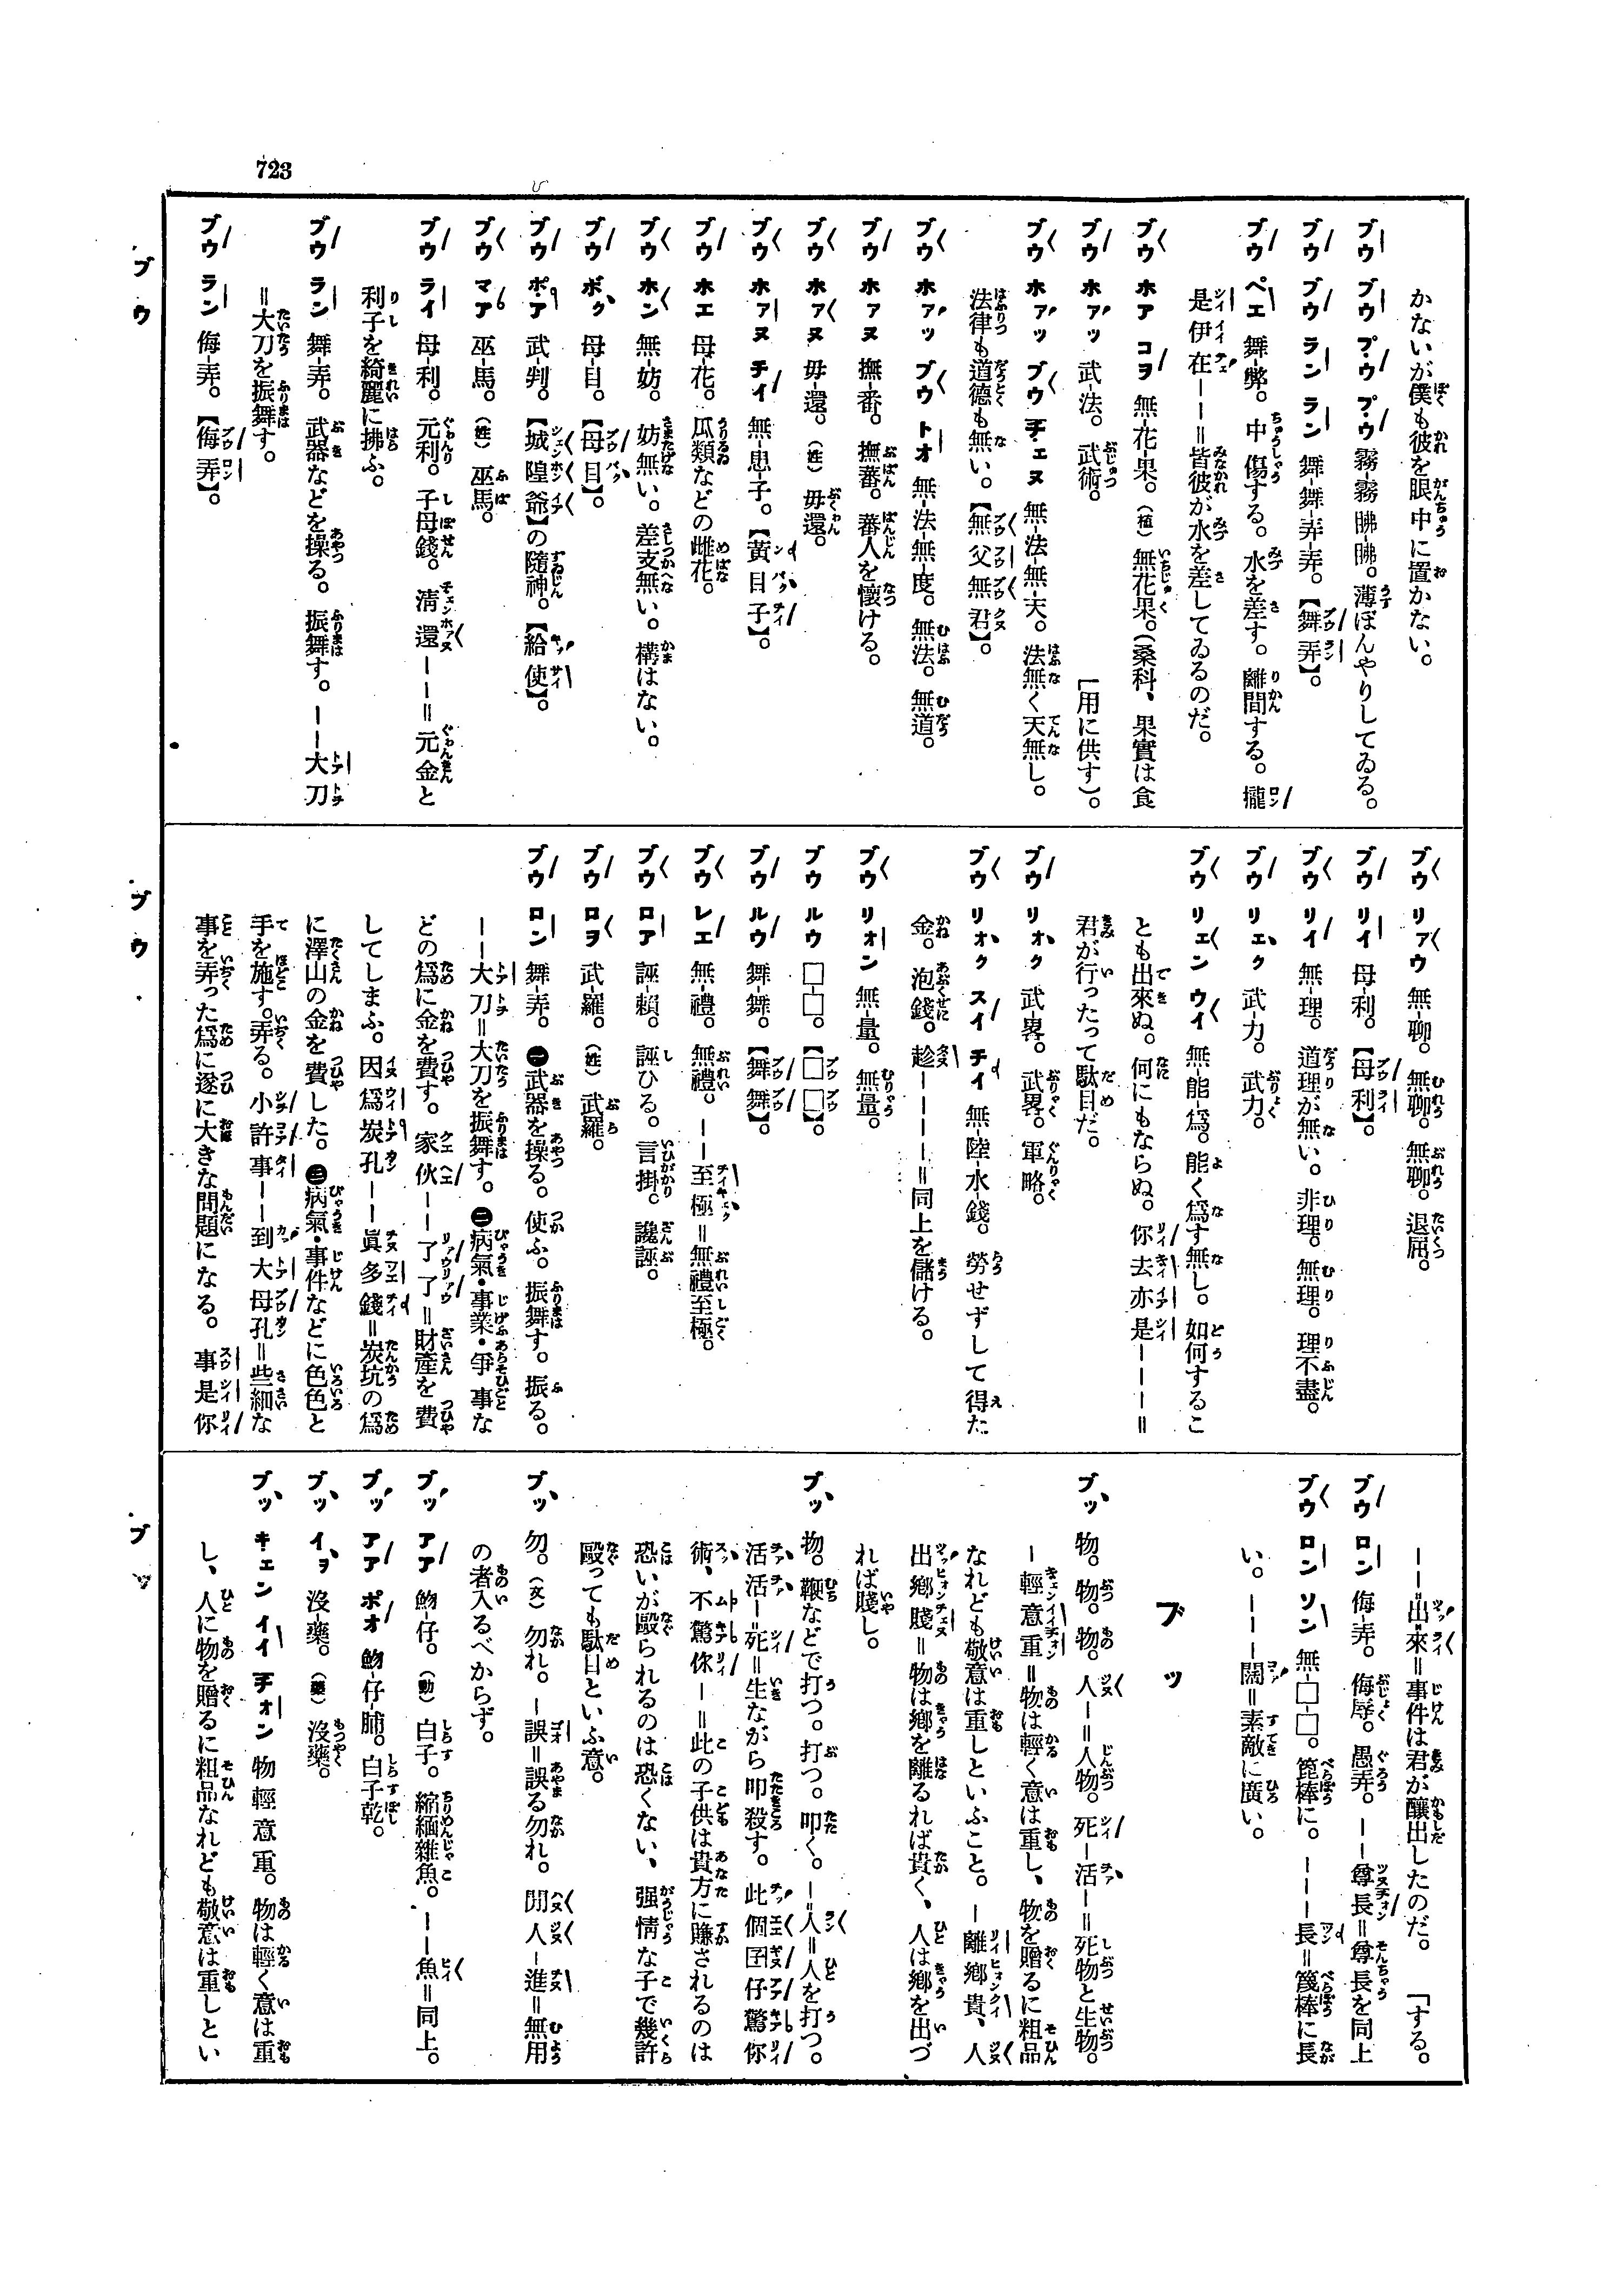 723
かないが僕も彼を眼中に置かない。
ブウ ブウ ブウ 霧-霧 昲-昲。薄ぼんやりしてゐる。
ブウ ブウ ラン ラン 舞-舞-弄-弄。【舞弄】。
ブウ ペエ 舞-弊。中傷する。水を差す。離間する。攏
是伊在－－＝皆彼が水を差してゐるのだ。
ブウ ホア コヲ 無-花-果。（植）無花果。（桑科、果實は食
ブウ ホァッ 武-法。武術。 ［用に供す）。
ブウ ホァッ ブウ チェヌ 無-法-無-天。法無く天無し。
法律も道德も無い。【無父無君】。
ブウ ホァッ ブウ トオ 無-法-無-度。無法。無道。
ブウ ホァヌ 撫-番。撫蕃。蕃人を懷ける。
ブウ ホァヌ 毋-還。（姓）毋還。
ブウ ホァヌ チイ 無-患-子。【黃目子】。
ブウ ホエ 母-花。瓜類などの雌花。
ブウ ホン 無-妨。妨無い。差支無い。構はない。
ブウ ボク 母-目。【母目】。
ブウ ポア 武-判。【城隍爺】の隨神。【給使】。
ブウ マア 巫-馬。（姓）巫馬。
ブウ ライ 母-利。元利。子母錢。清還－－＝元金と
利子を綺麗に拂ふ。
ブウ ラン 舞-弄。武器などを操る。振舞す。－－大刀
＝大刀を振舞す。
ブウ ラン 侮-弄。【侮弄】。
ブウ リァウ 無-聊。無聊。無聊。退屈。
ブウ リイ 母-利。【母利】。
ブウ リイ 無-理。道理が無い。非理。無理。理不盡。
ブウ リェク 武-力。武力。
ブウ リェン ウイ 無-能-爲。能く爲す無し。如何するこ
とも出來ぬ。何にもならぬ。你去亦是－－－＝
君が行ったって駄目だ。
ブウ リォク 武-畧。武畧。軍略。
ブウ リォク スイ チイ 無-陸-水-錢。勞せずして得た
金。泡錢。趁－－－－＝同上を儲ける。
ブウ リォン 無-量。無量。
ブウ ルウ □-□。【□□】。
ブウ ルウ 舞-舞。【舞舞】。
ブウ レエ 無-禮。無禮。－－至極＝無禮至極。
ブウ ロア 誣-賴。誣ひる。言掛。讒誣。
ブウ ロヲ 武-羅。（姓）武羅。
ブウ ロン 舞-弄。㊀武器を操る。使ふ。振舞す。振る。
－－大刀＝大刀を振舞す。㊁病氣・事業・爭事な
どの爲に金を費す。家伙－－了了＝財產を費
してしまふ。因爲炭孔－－眞多錢＝炭坑の爲
に澤山の金を費した。㊂病氣・事件などに色色と
手を施す。弄る。小許事－－到大母孔＝些細な
事を弄った爲に遂に大きな問題になる。事是你
－－出來＝事件は君が釀出したのだ。 ［する。
ブウ ロン 侮-弄。侮辱。愚弄。－－尊長＝尊長を同上
ブウ ロン ソン 無-□-□。箆棒に。－－－長＝篦棒に長
い。－－－闊＝素敵に廣い。
ブッ
ブッ 物。物。物。人－＝人物。死－活－＝死物と生物。
－輕意重＝物は輕く意は重し、物を贈るに粗品
なれども敬意は重しといふこと。－離鄉貴、人
出鄉賤＝物は鄉を離るれば貴く、人は鄉を出づ
れば賤し。
ブッ 物。鞭などで打つ。打つ。叩く。－人＝人を打つ。
活活－死＝生ながら叩殺す。此個囝仔驚你
術、不驚你－＝此の子供は貴方に賺されるのは
恐いが毆られるのは恐くない、强情な子で幾許
毆っても駄目といふ意。
ブッ 勿。（文）勿れ。－誤＝誤る勿れ。閒人－進＝無用
の者入るべからず。
ブッ アア 魩-仔。（動）白子。縮緬雜魚。－－魚＝同上。
ブッ アア ポオ 魩-仔-脯。白子乾。
ブッ イヲ 沒-藥。（藥）沒藥。
ブッ キェン イイ チォン 物輕意重。物は輕く意は重
し、人に物を贈るに粗品なれども敬意は重しとい
ブウ
ブウ
ブッ